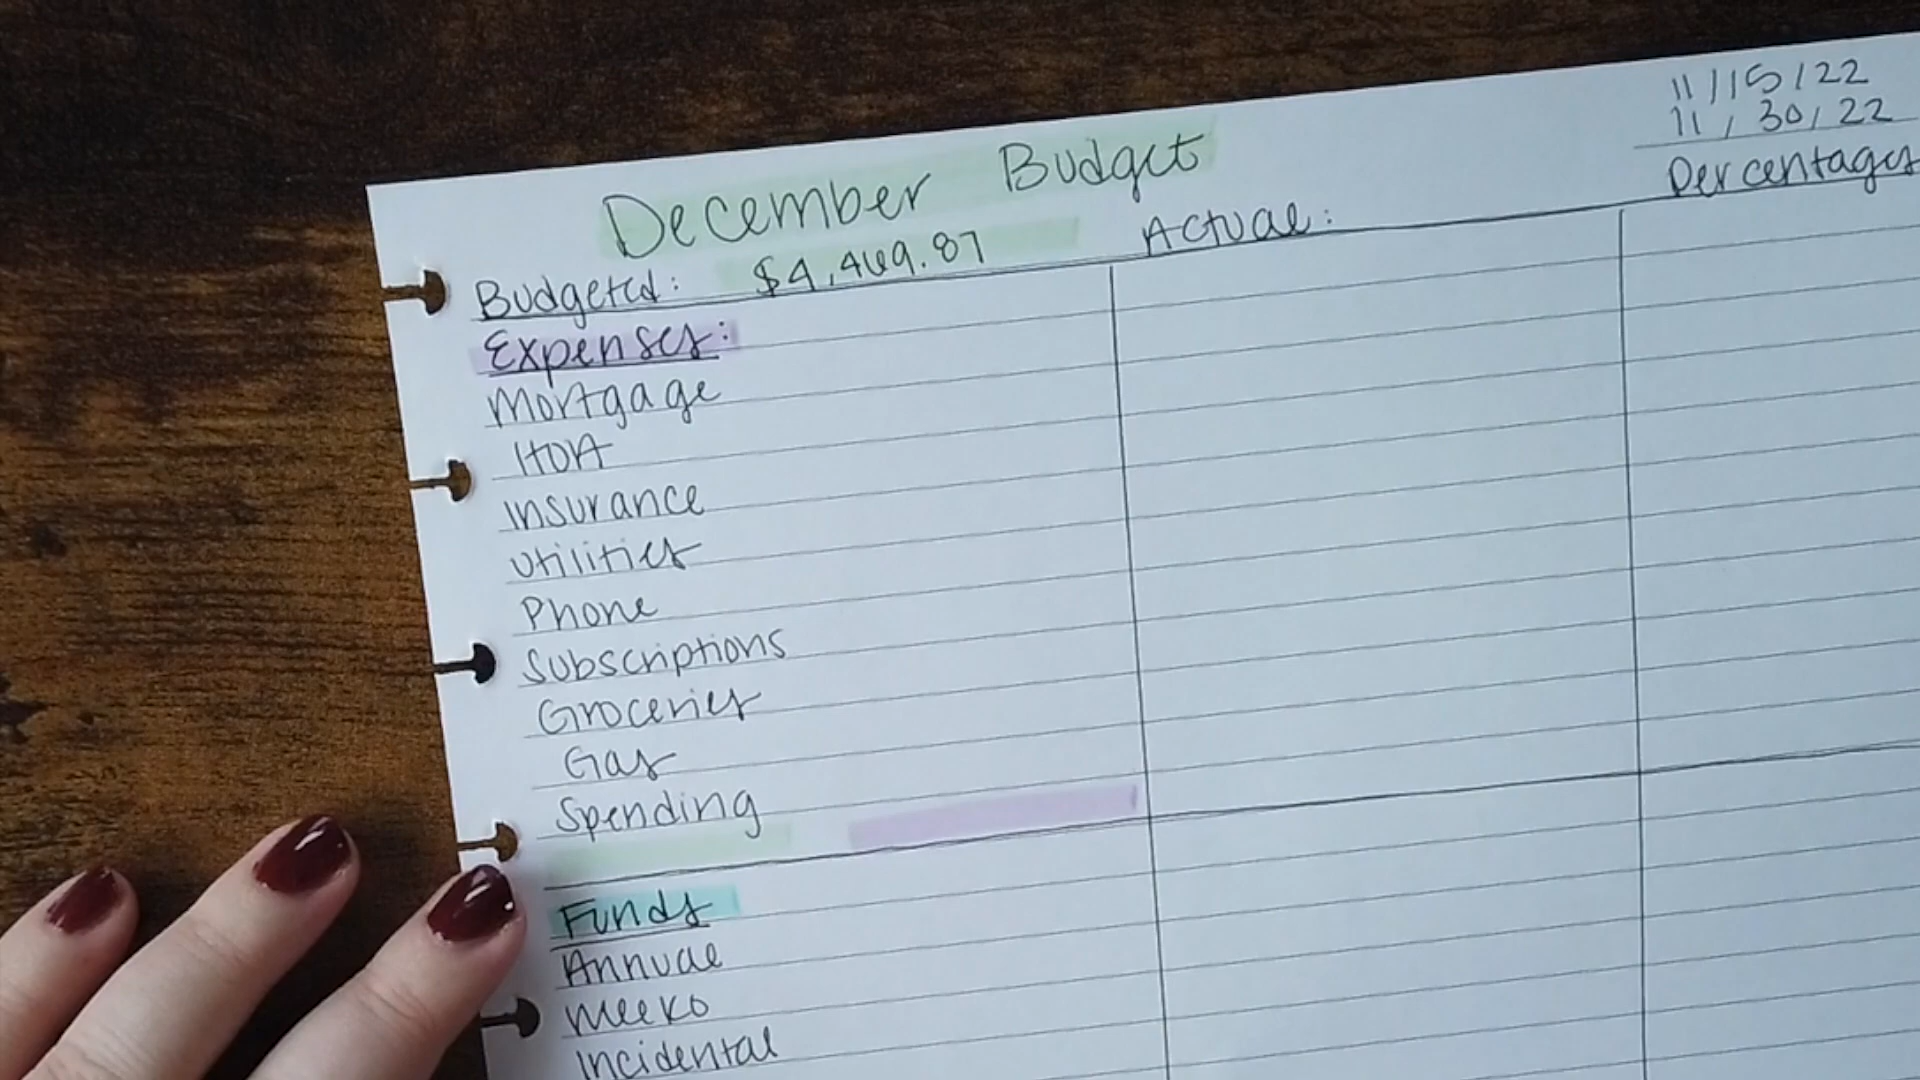 11/15/22
11/30/22
Percentages
December Budget
Budgeted: $4,469.87 Actual:
Expenses:
Mortgage
HOA
Insurance
Utilities
Phone
Subscriptions
Groceries
Gas
Spending
Funds
Annual
Meeko
Incidental